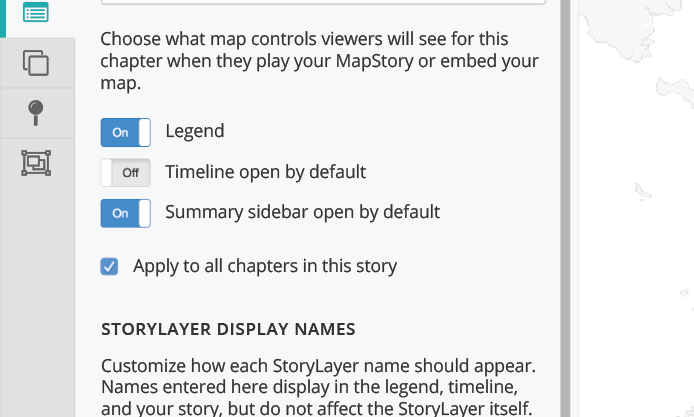 Choose what map controls viewers will see for this
chapter when they play your MapStory or embed your
map.
On Legend
Off Timeline open by default
On Summary sidebar open by default
Apply to all chapters in this story
STORYLAYER DISPLAY NAMES
Customize how each StoryLayer name should appear.
Names entered here display in the legend, timeline,
and your story, but do not affect the StoryLayer itself.